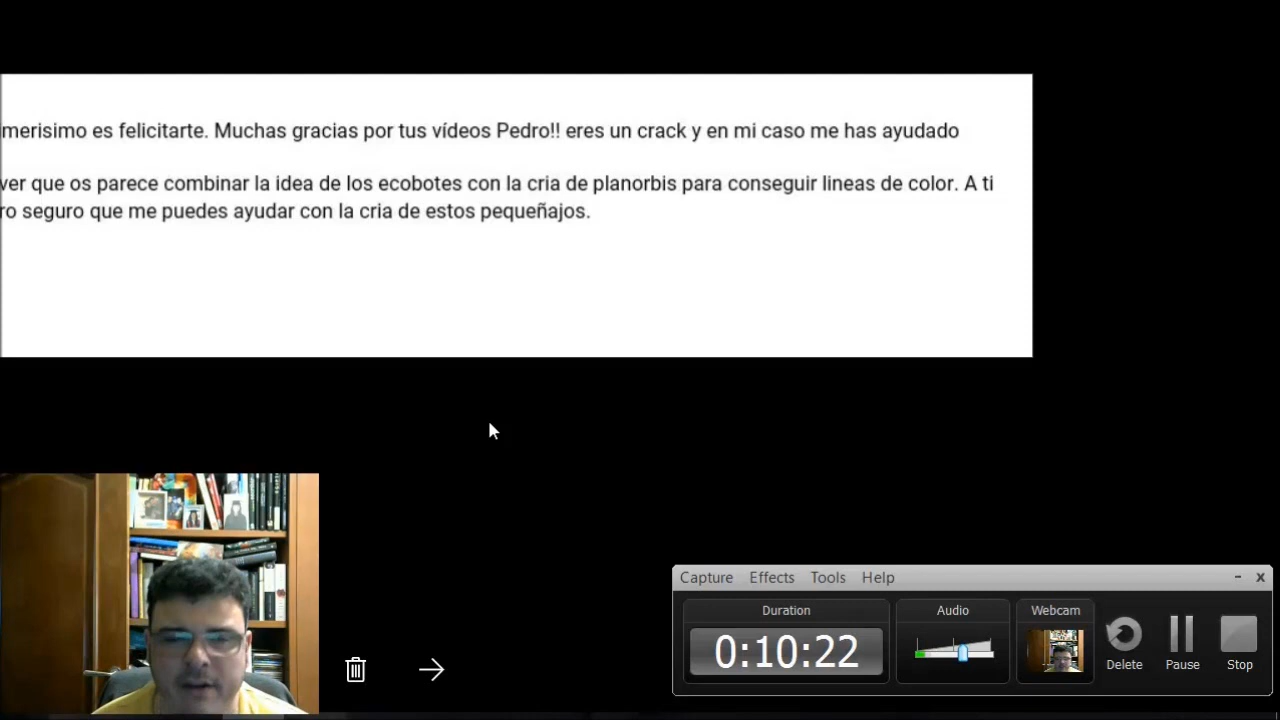 merisimo es felicitarte. Muchas gracias por tus vídeos Pedro!! eres un crack y en mi caso me has ayudado
ver que os parece combinar la idea de los ecobotes con la cria de planorbis para conseguir lineas de color. A ti
ro seguro que me puedes ayudar con la cria de estos pequeñajos.
Capture Effects Tools Help
Duration Audio Webcam
0:10:22
Delete Pause Stop